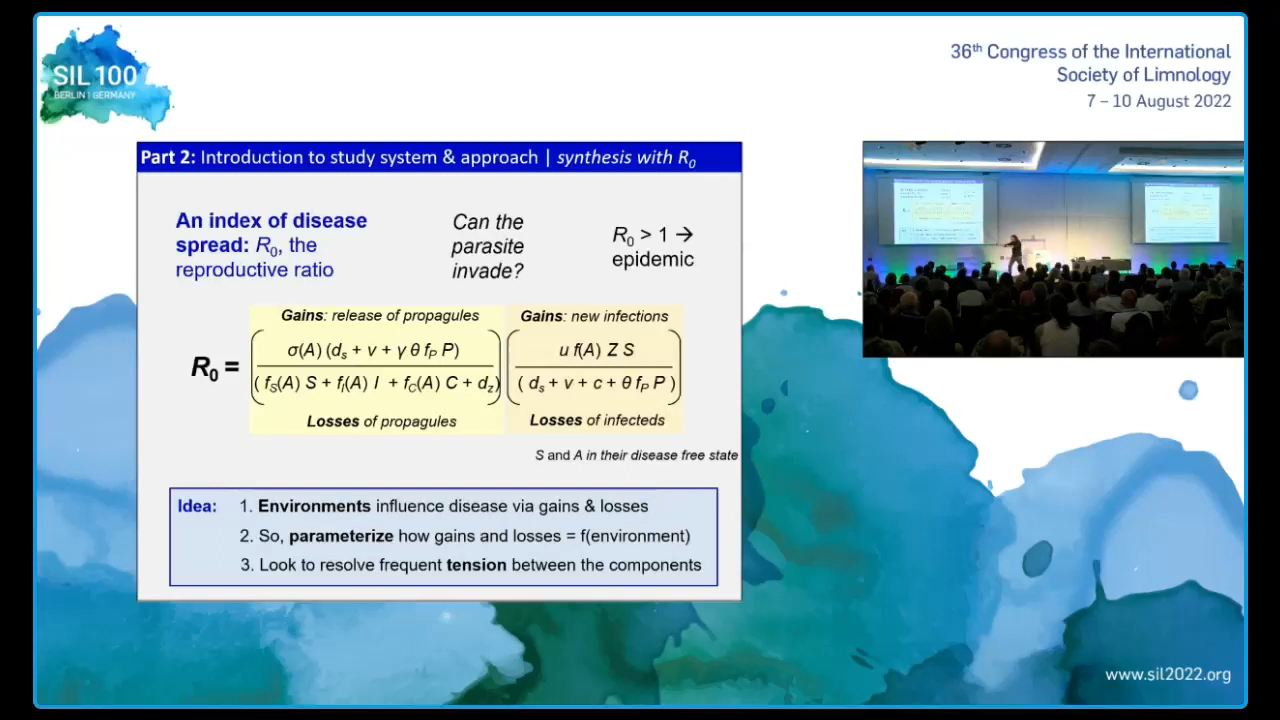 SIL 100
BERLIN | GERMANY
36th Congress of the International
Society of Limnology
7 – 10 August 2022
Part 2: Introduction to study system & approach | synthesis with R0
An index of disease
spread: R0, the
reproductive ratio
Can the
parasite
invade?
R0 > 1 →
epidemic
Gains: release of propagules
Gains: new infections
R0 =
σ(A) (ds + v + γ θ fP P)
( fS(A) S + fI(A) I + fC(A) C + dz)
u f(A) Z S
( ds + v + c + θ fP P )
Losses of propagules
Losses of infecteds
S and A in their disease free state
Idea: 1. Environments influence disease via gains & losses
2. So, parameterize how gains and losses = f(environment)
3. Look to resolve frequent tension between the components
www.sil2022.org